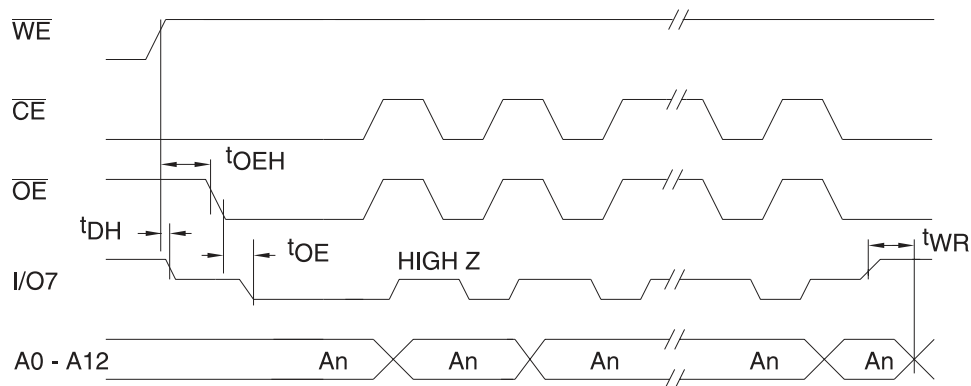 WE
CE
tOEH
OE
tDH
tOE
HIGH Z
tWR
I/O7
A0 - A12
An
An
An
An
An